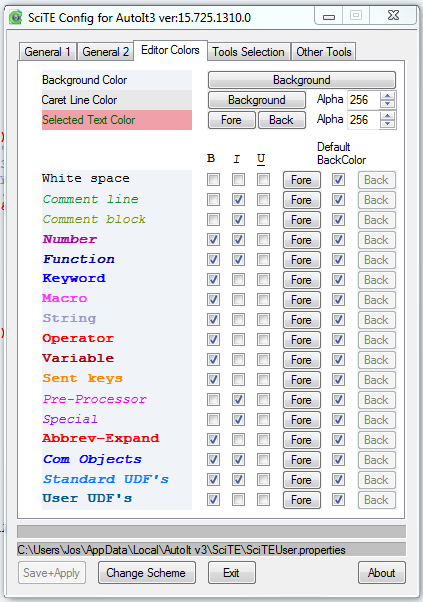 SciTE Config for AutoIt3 ver:15.725.1310.0
General 1 General 2 Editor Colors Tools Selection Other Tools
Background Color Background
Caret Line Color Background Alpha 256
Selected Text Color Fore Back Alpha 256
B I U Default BackColor
White space Fore Back
Comment line Fore Back
Comment block Fore Back
Number Fore Back
Function Fore Back
Keyword Fore Back
Macro Fore Back
String Fore Back
Operator Fore Back
Variable Fore Back
Sent keys Fore Back
Pre-Processor Fore Back
Special Fore Back
Abbrev-Expand Fore Back
Com Objects Fore Back
Standard UDF's Fore Back
User UDF's Fore Back
C:\Users\Jos\AppData\Local\AutoIt v3\SciTE\SciTEUser.properties
Save+Apply Change Scheme Exit About